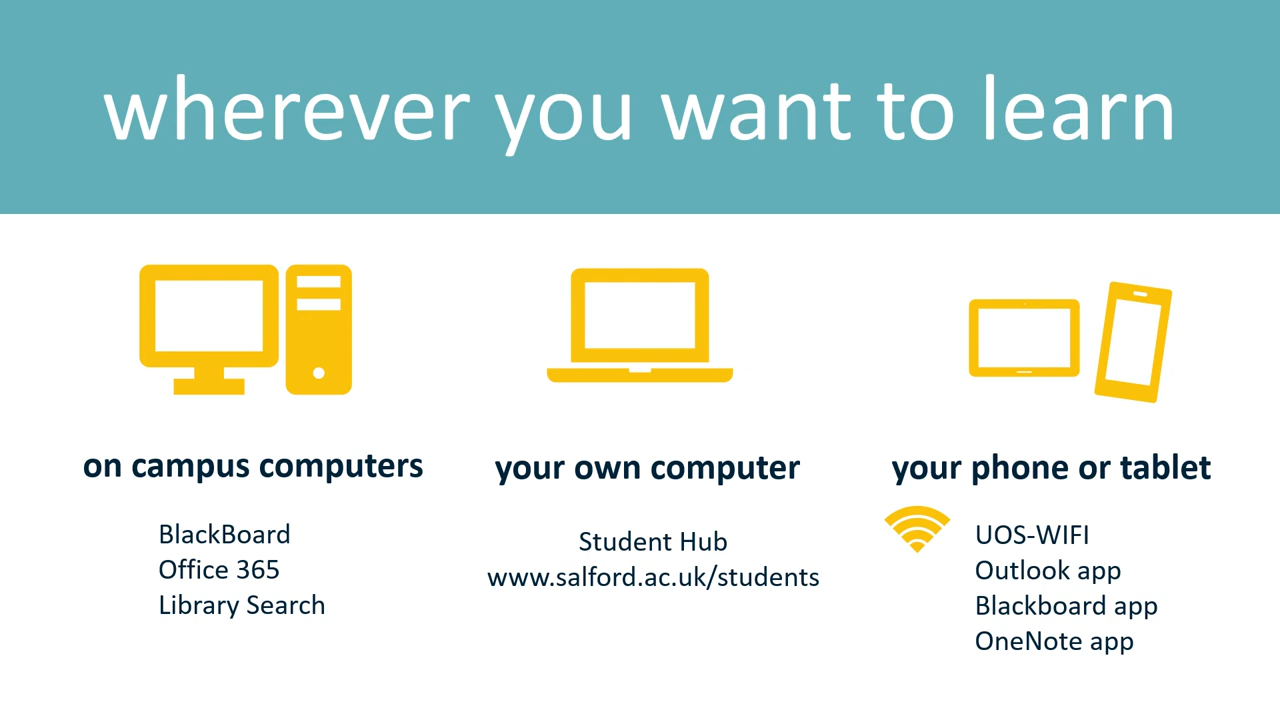 wherever you want to learn
on campus computers
BlackBoard
Office 365
Library Search
your own computer
Student Hub
www.salford.ac.uk/students
your phone or tablet
UOS-WIFI
Outlook app
Blackboard app
OneNote app